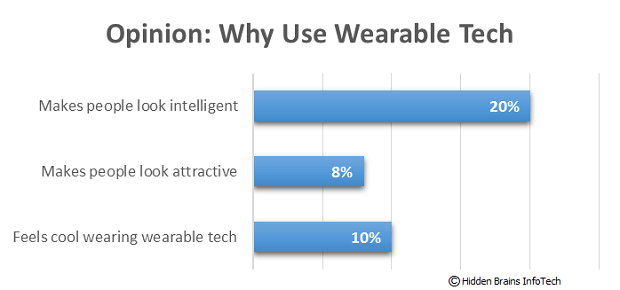 Opinion: Why Use Wearable Tech
Makes people look intelligent 20%
Makes people look attractive 8%
Feels cool wearing wearable tech 10%
© Hidden Brains InfoTech